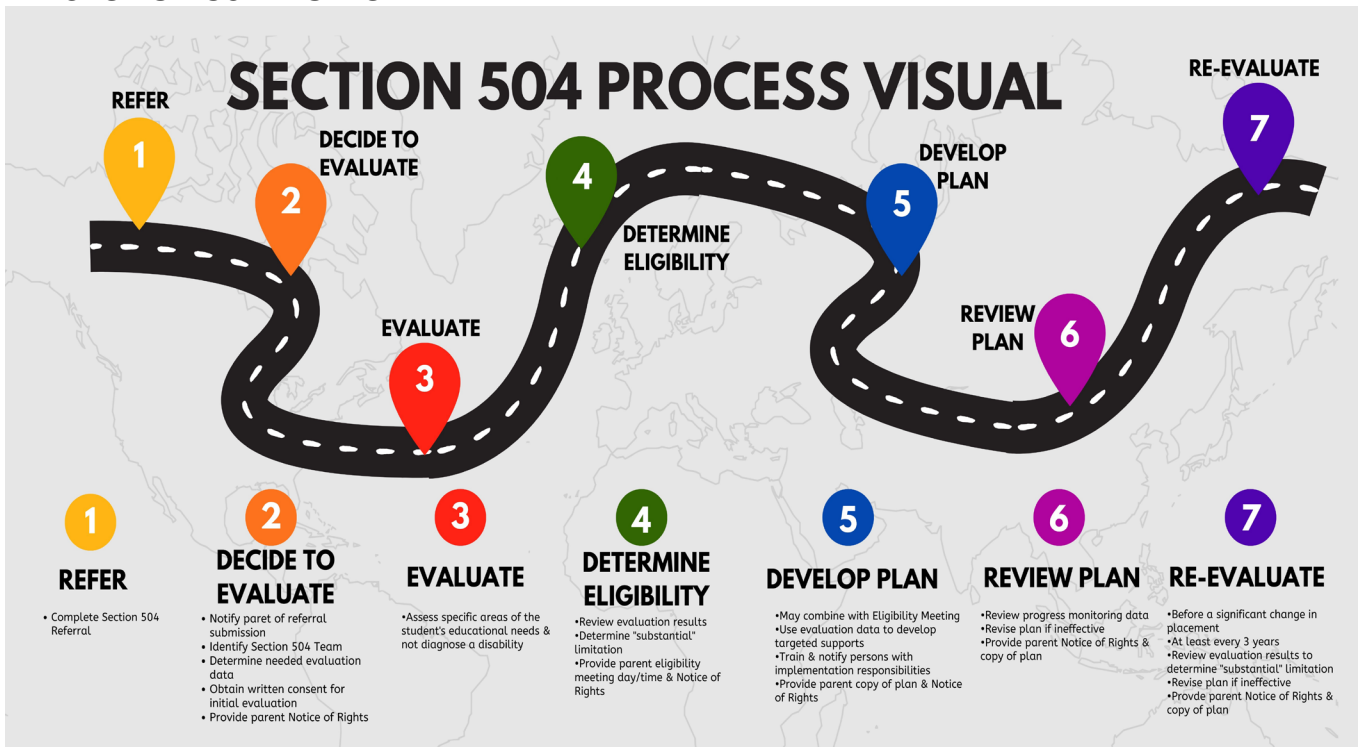 SECTION 504 PROCESS VISUAL
REFER
1
DECIDE TO
EVALUATE
2
EVALUATE
3
4
DETERMINE
ELIGIBILITY
DEVELOP
PLAN
5
REVIEW
PLAN
6
RE-EVALUATE
7
1
REFER
• Complete Section 504
Referral
2
DECIDE TO
EVALUATE
• Notify paret of referral
submission
• Identify Section 504 Team
• Determine needed evaluation
data
• Obtain written consent for
initial evaluation
• Provide parent Notice of Rights
3
EVALUATE
•Assess specific areas of the
student's educational needs &
not diagnose a disability
4
DETERMINE
ELIGIBILITY
•Review evaluation results
•Determine "substantial"
limitation
•Provide parent eligibility
meeting day/time & Notice of
Rights
5
DEVELOP PLAN
•May combine with Eligibility Meeting
•Use evaluation data to develop
targeted supports
•Train & notify persons with
implementation responsibilities
•Provide parent copy of plan & Notice
of Rights
6
REVIEW PLAN
•Review progress monitoring data
•Revise plan if ineffective
•Provide parent Notice of Rights &
copy of plan
7
RE-EVALUATE
•Before a significant change in
placement
•At least every 3 years
•Review evaluation results to
determine "substantial" limitation
•Revise plan if ineffective
•Provde parent Notice of Rights &
copy of plan